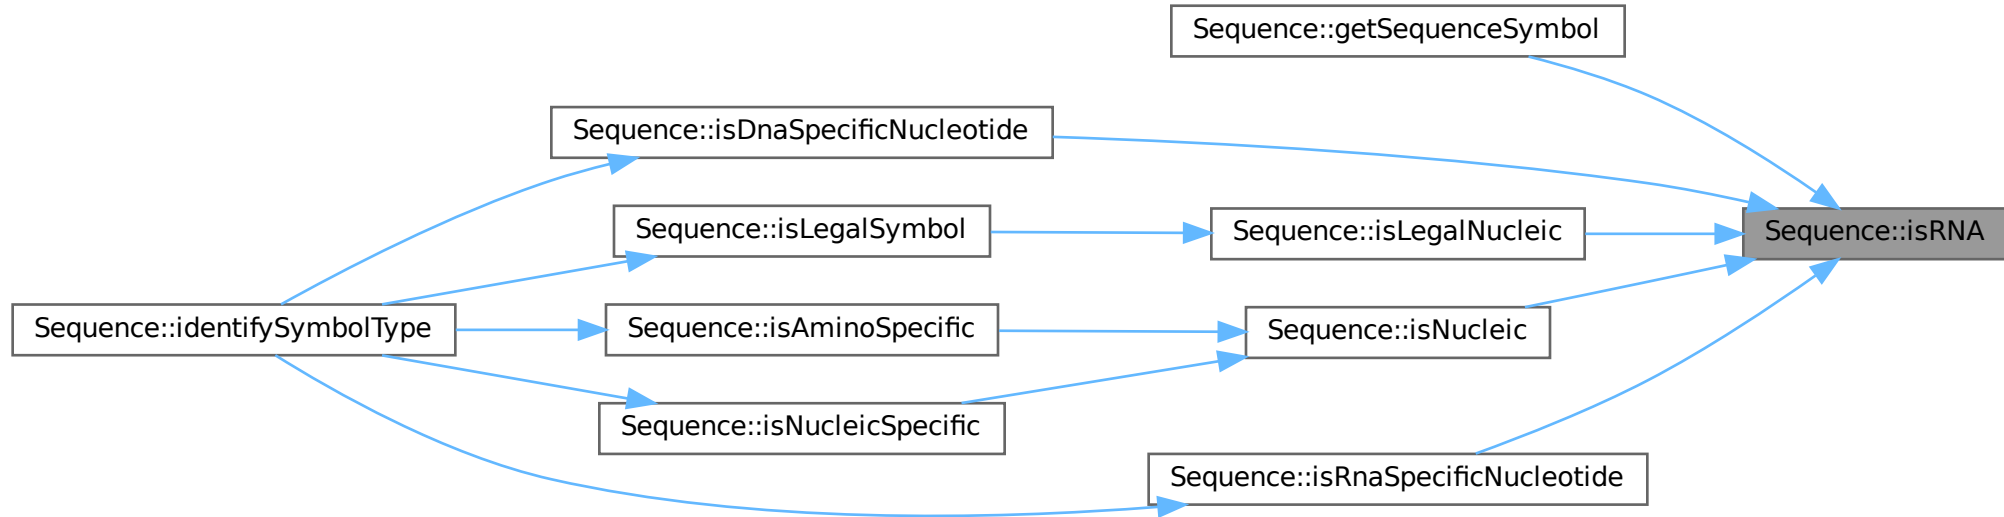 Sequence::getSequenceSymbol
Sequence::isDnaSpecificNucleotide
Sequence::isLegalSymbol
Sequence::isLegalNucleic
Sequence::isRNA
Sequence::identifySymbolType
Sequence::isAminoSpecific
Sequence::isNucleic
Sequence::isNucleicSpecific
Sequence::isRnaSpecificNucleotide